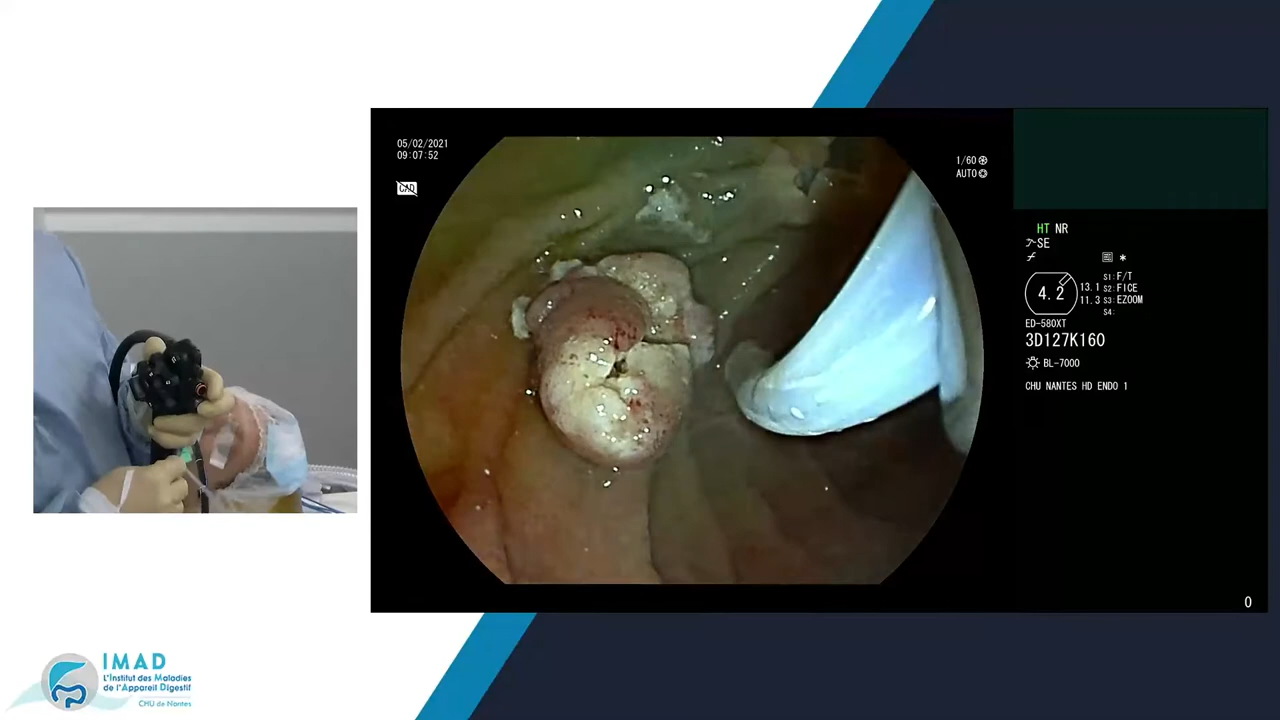 05/02/2021
09:07:52
CAD
1/60
AUTO
HT NR
SE
4.2
13.1
11.3
S1:F/T
S2:FICE
S3:EZOOM
S4:
ED-580XT
3D127K160
BL-7000
CHU NANTES HD ENDO 1
0
IMAD
L'Institut des Maladies
de l'Appareil Digestif
CHU de Nantes